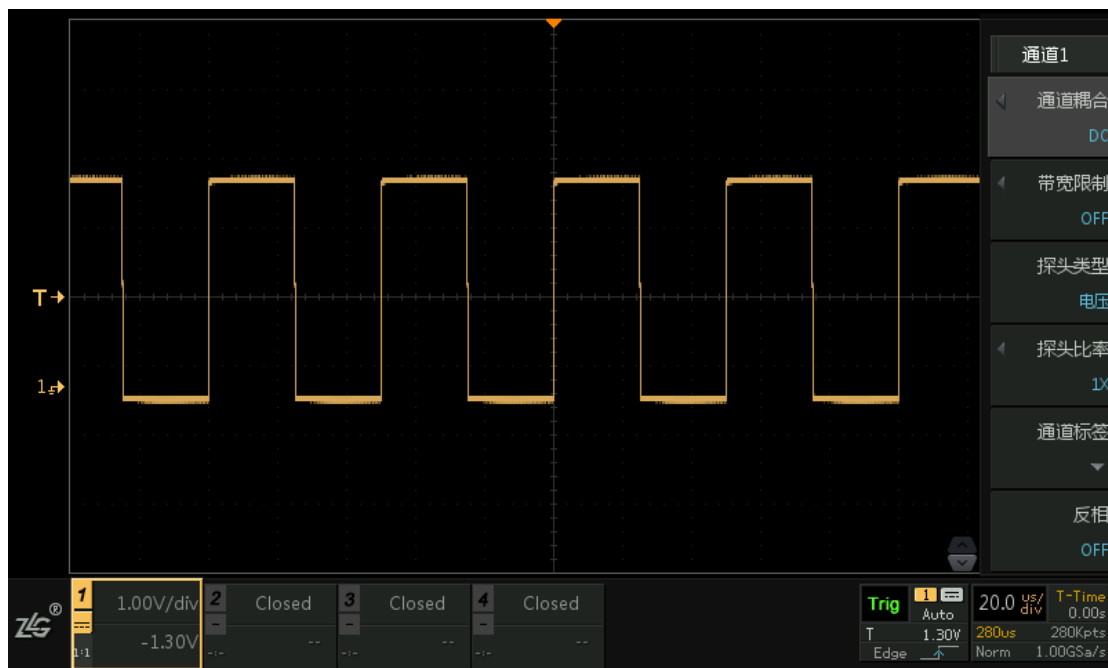 通道1
通道耦合
DC
带宽限制
OFF
探头类型
电压
探头比率
1X
通道标签
反相
OFF
T
1
ZLG®
1 1.00V/div
-1.30V
1:1
2 Closed
--
-:-
3 Closed
--
-:-
4 Closed
--
-:-
Trig 1
Auto
T 1.30V
Edge
20.0 us/div T-Time
0.00s
280us 280Kpts
Norm 1.00GSa/s